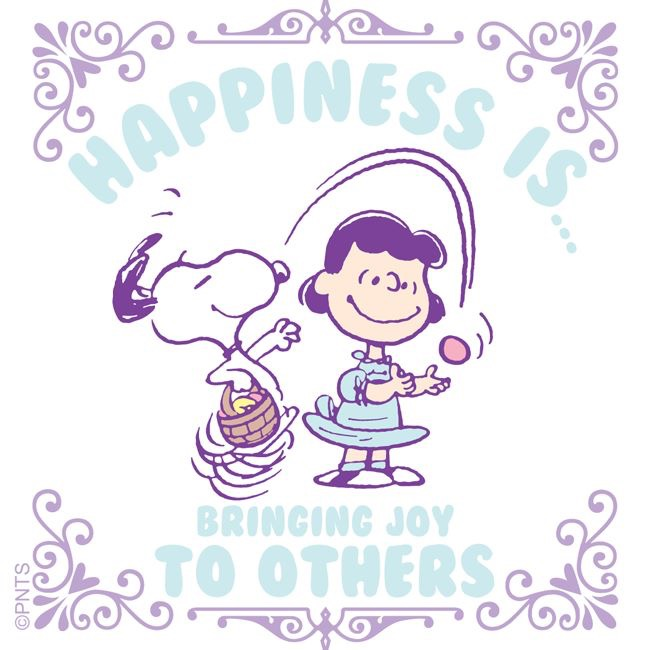 HAPPINESS IS...
BRINGING JOY
TO OTHERS
©PNTS